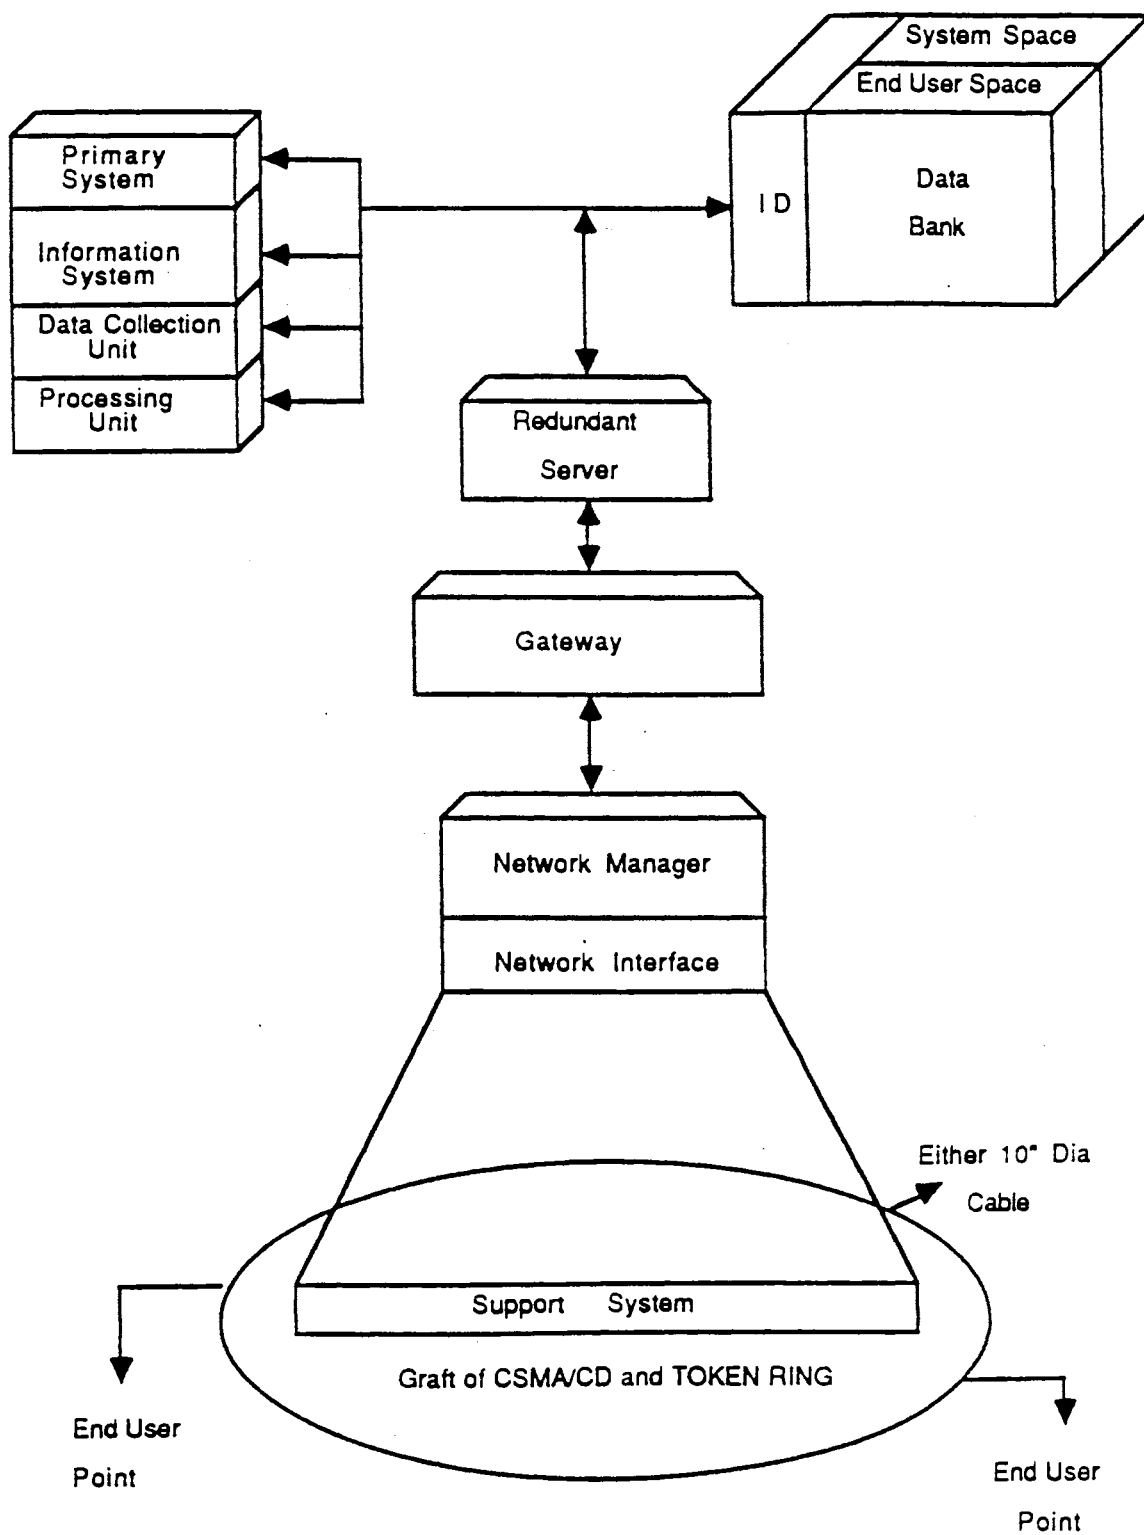 System Space
End User Space
ID
Data
Bank
Primary
System
Information
System
Data Collection
Unit
Processing
Unit
Redundant
Server
Gateway
Network Manager
Network Interface
Either 10" Dia
Cable
Support System
Graft of CSMA/CD and TOKEN RING
End User
Point
End User
Point